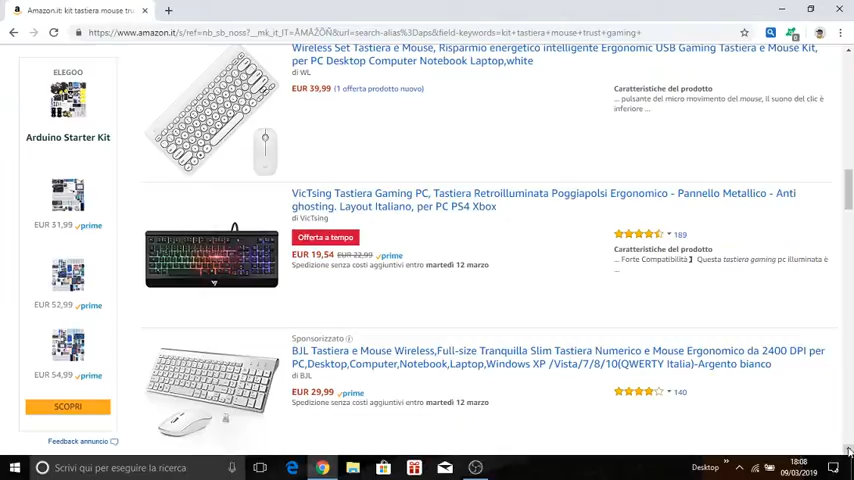 Amazon.it: kit tastiera mouse tru
https://www.amazon.it/s/ref=nb_sb_noss?__mk_it_IT=ÅMÅŽÕÑ&url=search-alias%3Daps&field-keywords=kit+tastiera+mouse+trust+gaming+
ELEGOO
Arduino Starter Kit
EUR 31,99 prime
EUR 52,99 prime
EUR 54,99 prime
SCOPRI
Feedback annuncio
Wireless Set Tastiera e Mouse, Risparmio energetico intelligente Ergonomic USB Gaming Tastiera e Mouse Kit,
per PC Desktop Computer Notebook Laptop,white
di WL
EUR 39,99 (1 offerta prodotto nuovo)
Caratteristiche del prodotto
... pulsante del micro movimento del mouse, Il suono del clic è
inferiore ...
VicTsing Tastiera Gaming PC, Tastiera Retroilluminata Poggiapolsi Ergonomico - Pannello Metallico - Anti
ghosting. Layout Italiano, per PC PS4 Xbox
di VicTsing
Offerta a tempo
EUR 19,54 EUR 22,99 prime
Spedizione senza costi aggiuntivi entro martedì 12 marzo
189
Caratteristiche del prodotto
... Forte Compatibilità】 Questa tastiera gaming pc illuminata è
...
Sponsorizzato
BJL Tastiera e Mouse Wireless,Full-size Tranquilla Slim Tastiera Numerico e Mouse Ergonomico da 2400 DPI per
PC,Desktop,Computer,Notebook,Laptop,Windows XP /Vista/7/8/10(QWERTY Italia)-Argento bianco
di BJL
EUR 29,99 prime
Spedizione senza costi aggiuntivi entro martedì 12 marzo
140
Scrivi qui per eseguire la ricerca
Desktop
18:08
09/03/2019